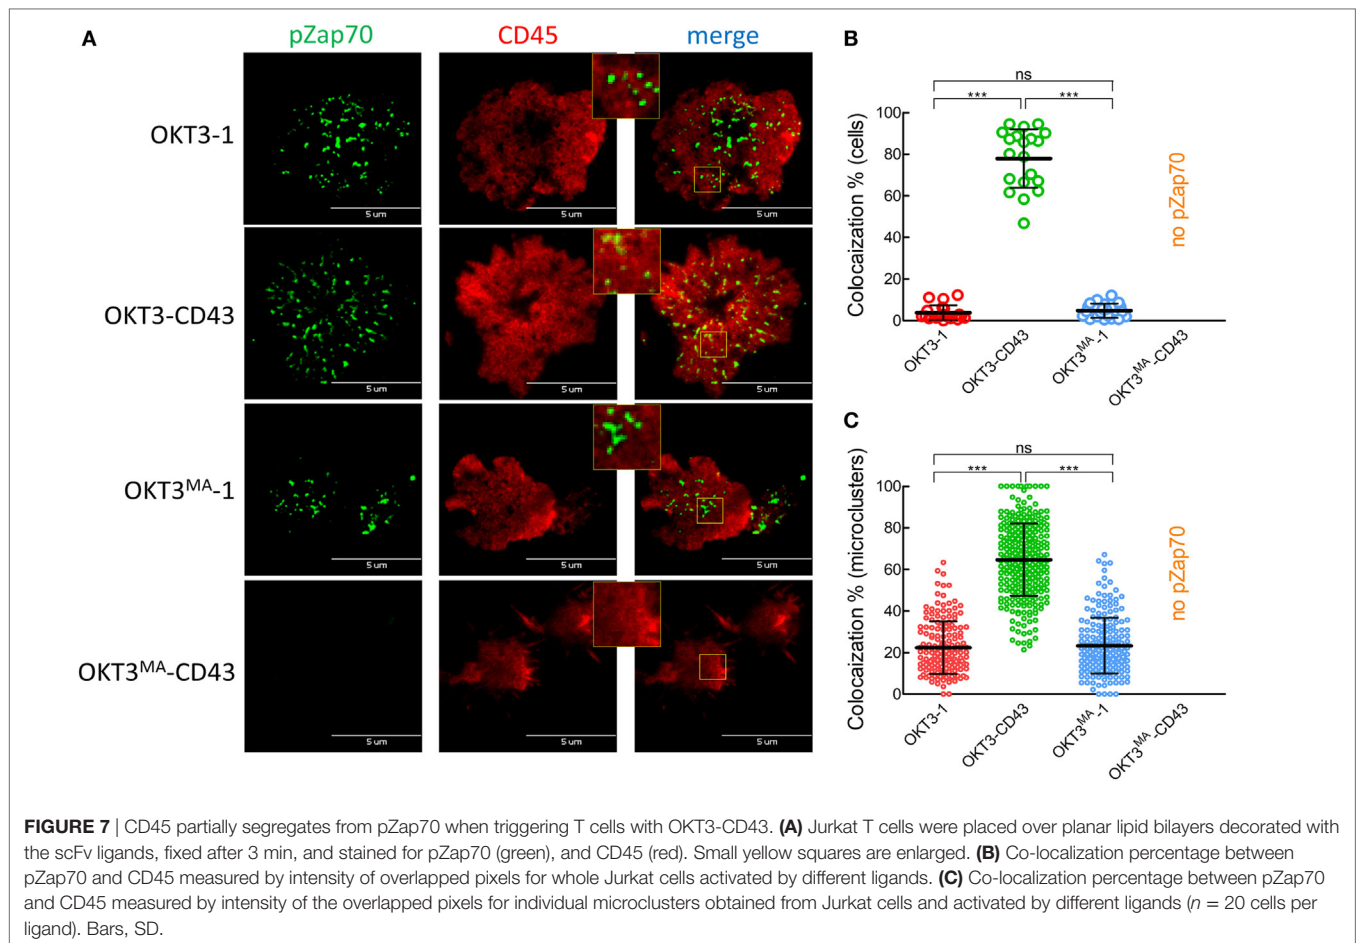 A
pZap70
CD45
merge
OKT3-1
5 um
5 um
5 um
OKT3-CD43
5 um
5 um
5 um
OKT3MA-1
5 um
5 um
5 um
OKT3MA-CD43
5 um
5 um
5 um
B
ns
*** ***
Colocaization % (cells)
100
80
60
40
20
0
no pZap70
OKT3-1
OKT3-CD43
OKT3MA-1
OKT3MA-CD43
C
ns
*** ***
Colocaization % (microclusters)
100
80
60
40
20
0
no pZap70
OKT3-1
OKT3-CD43
OKT3MA-1
OKT3MA-CD43
FIGURE 7 | CD45 partially segregates from pZap70 when triggering T cells with OKT3-CD43. (A) Jurkat T cells were placed over planar lipid bilayers decorated with
the scFv ligands, fixed after 3 min, and stained for pZap70 (green), and CD45 (red). Small yellow squares are enlarged. (B) Co-localization percentage between
pZap70 and CD45 measured by intensity of overlapped pixels for whole Jurkat cells activated by different ligands. (C) Co-localization percentage between pZap70
and CD45 measured by intensity of the overlapped pixels for individual microclusters obtained from Jurkat cells and activated by different ligands (n = 20 cells per
ligand). Bars, SD.